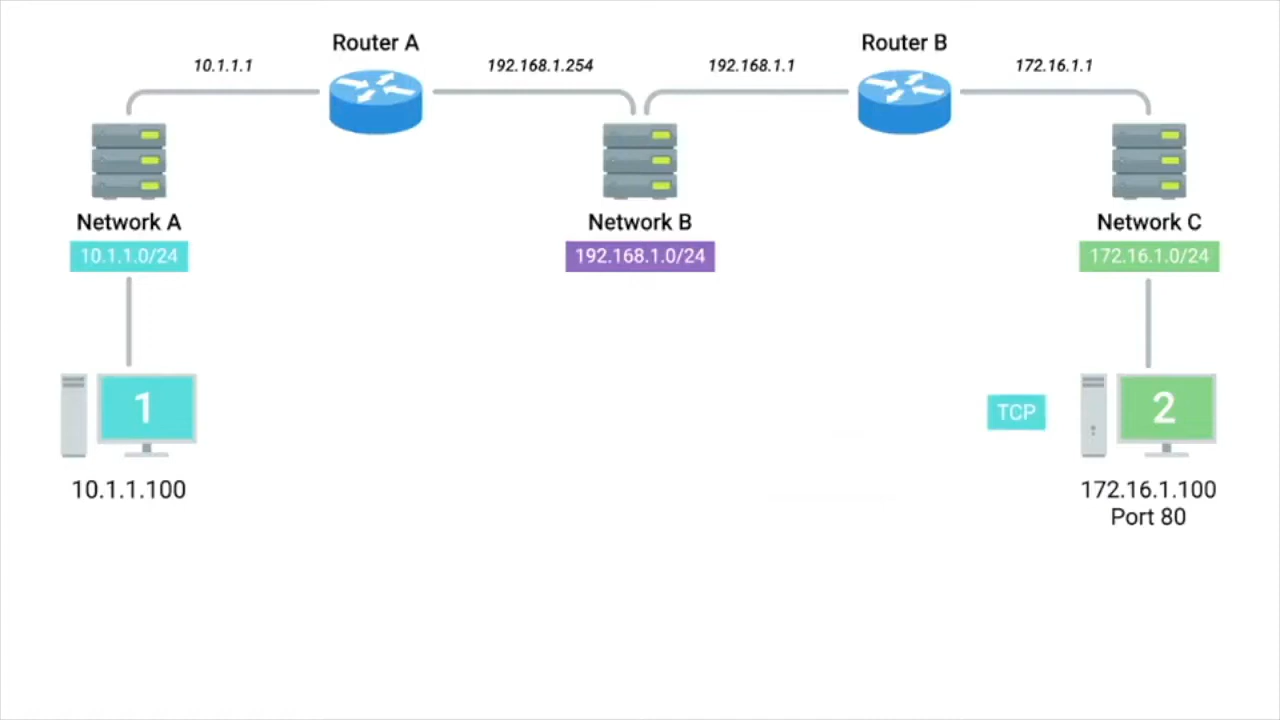 Router A
Router B
10.1.1.1
192.168.1.254
192.168.1.1
172.16.1.1
Network A
Network B
Network C
10.1.1.0/24
192.168.1.0/24
172.16.1.0/24
1
TCP
2
10.1.1.100
172.16.1.100
Port 80